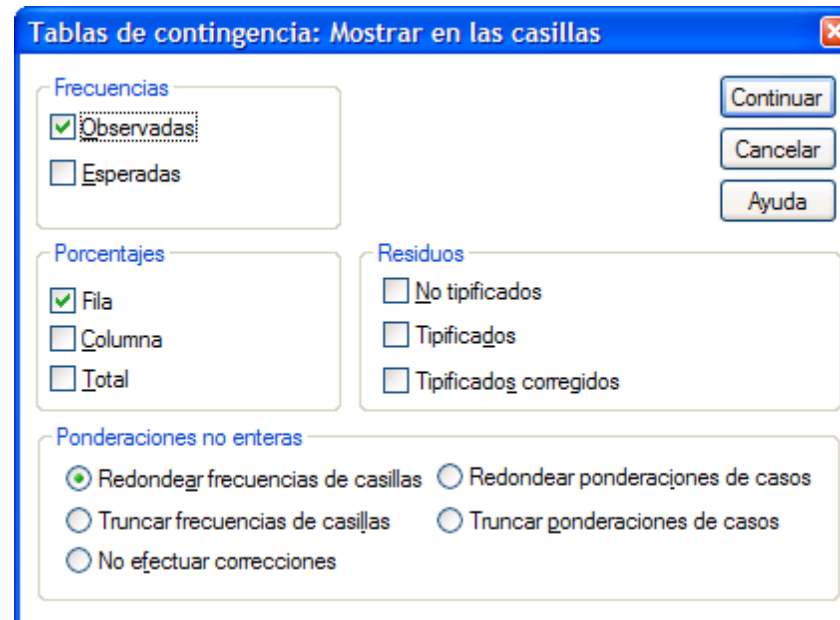 Tablas de contingencia: Mostrar en las casillas
Frecuencias
Observadas
Esperadas
Continuar
Cancelar
Ayuda
Porcentajes
Fila
Columna
Total
Residuos
No tipificados
Tipificados
Tipificados corregidos
Ponderaciones no enteras
Redondear frecuencias de casillas
Redondear ponderaciones de casos
Truncar frecuencias de casillas
Truncar ponderaciones de casos
No efectuar correcciones